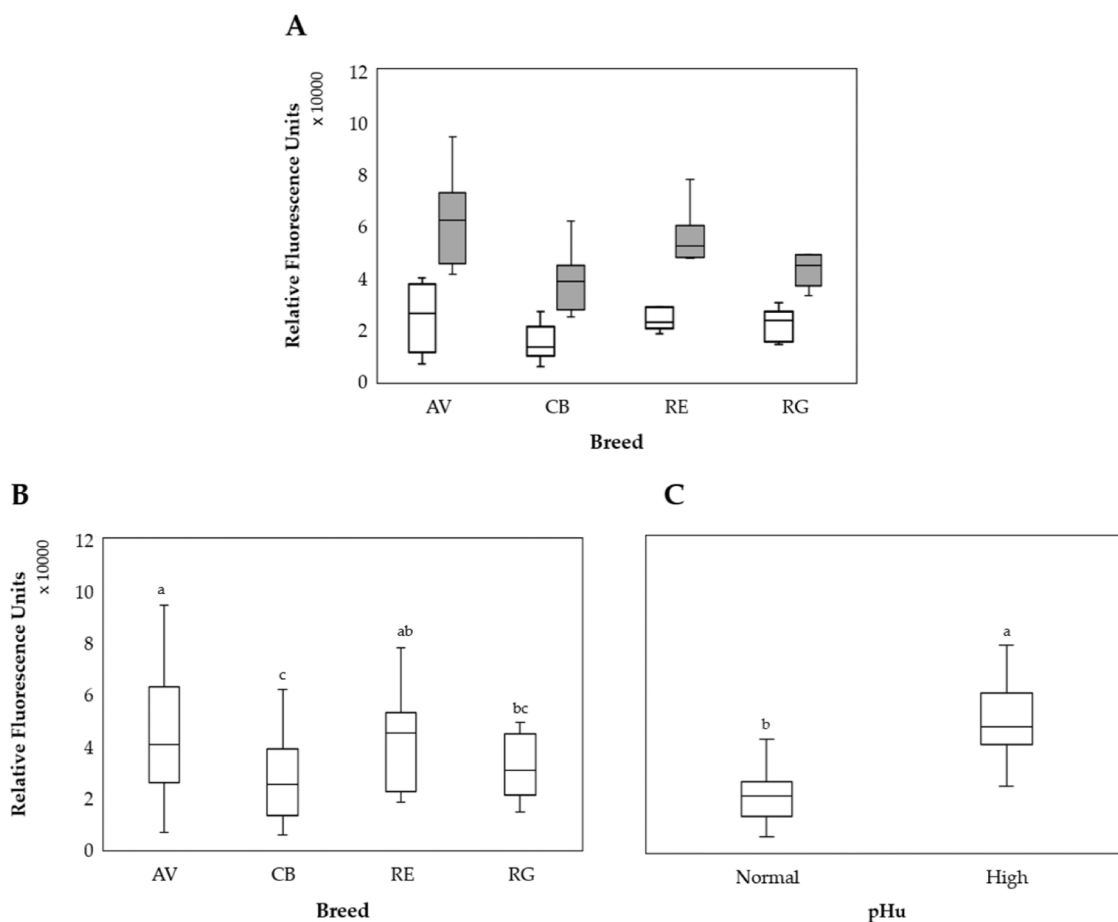 A
Relative Fluorescence Units
x 10000
12
10
8
6
4
2
0
AV CB RE RG
Breed
B
Relative Fluorescence Units
x 10000
12
10
8
6
4
2
0
a
c
ab
bc
AV CB RE RG
Breed
C
b
a
Normal High
pHu